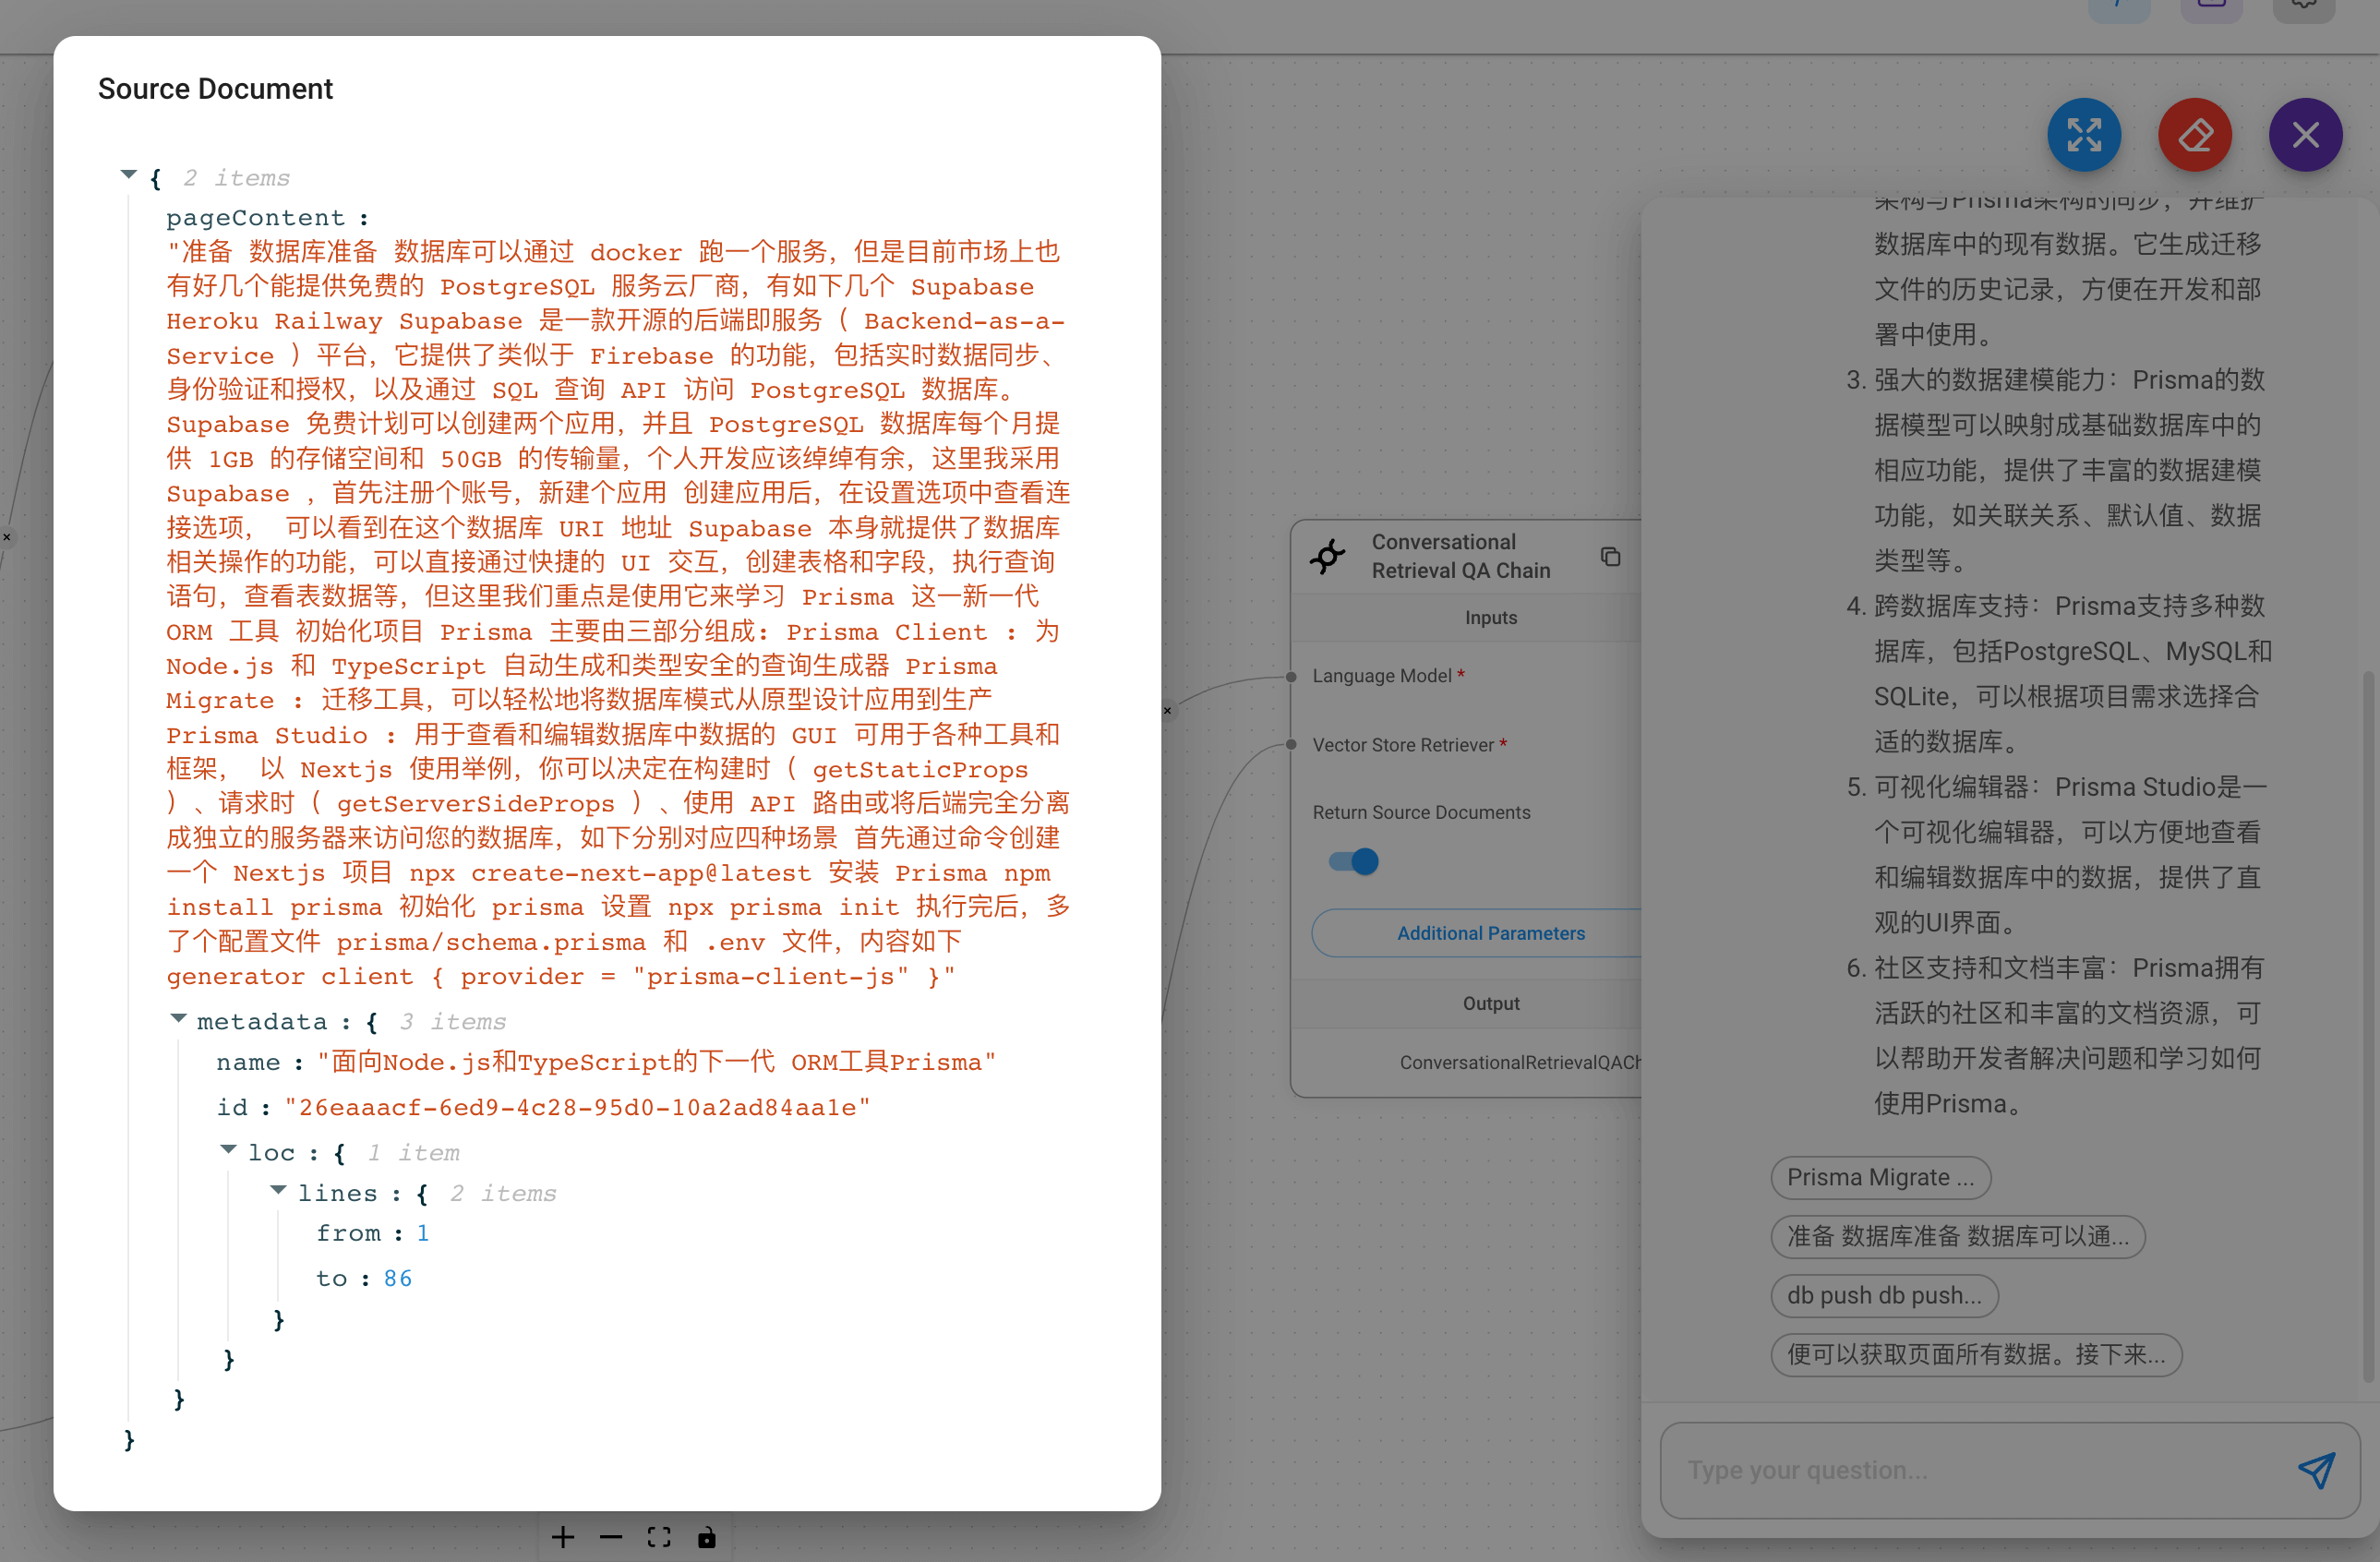 Source Document
{ 2 items
pageContent :
"准备 数据库准备 数据库可以通过 docker 跑一个服务，但是目前市场上也
有好几个能提供免费的 PostgreSQL 服务云厂商，有如下几个 Supabase
Heroku Railway Supabase 是一款开源的后端即服务（ Backend-as-a-
Service ）平台，它提供了类似于 Firebase 的功能，包括实时数据同步、
身份验证和授权，以及通过 SQL 查询 API 访问 PostgreSQL 数据库。
Supabase 免费计划可以创建两个应用，并且 PostgreSQL 数据库每个月提
供 1GB 的存储空间和 50GB 的传输量，个人开发应该绰绰有余，这里我采用
Supabase ，首先注册个账号，新建个应用 创建应用后，在设置选项中查看连
接选项， 可以看到在这个数据库 URI 地址 Supabase 本身就提供了数据库
相关操作的功能，可以直接通过快捷的 UI 交互，创建表格和字段，执行查询
语句，查看表数据等，但这里我们重点是使用它来学习 Prisma 这一新一代
ORM 工具 初始化项目 Prisma 主要由三部分组成: Prisma Client : 为
Node.js 和 TypeScript 自动生成和类型安全的查询生成器 Prisma
Migrate : 迁移工具，可以轻松地将数据库模式从原型设计应用到生产
Prisma Studio : 用于查看和编辑数据库中数据的 GUI 可用于各种工具和
框架， 以 Nextjs 使用举例，你可以决定在构建时（ getStaticProps
）、请求时（ getServerSideProps ）、使用 API 路由或将后端完全分离
成独立的服务器来访问您的数据库，如下分别对应四种场景 首先通过命令创建
一个 Nextjs 项目 npx create-next-app@latest 安装 Prisma npm
install prisma 初始化 prisma 设置 npx prisma init 执行完后，多
了个配置文件 prisma/schema.prisma 和 .env 文件，内容如下
generator client { provider = "prisma-client-js" }"
metadata : { 3 items
name : "面向Node.js和TypeScript的下一代 ORM工具Prisma"
id : "26eaaacf-6ed9-4c28-95d0-10a2ad84aa1e"
loc : { 1 item
lines : { 2 items
from : 1
to : 86
}
}
}
}
Conversational
Retrieval QA Chain
Inputs
Language Model *
Vector Store Retriever *
Return Source Documents
Additional Parameters
Output
ConversationalRetrievalQACh
架构与Prisma架构的同步，并维护
数据库中的现有数据。它生成迁移
文件的历史记录，方便在开发和部
署中使用。
3. 强大的数据建模能力：Prisma的数
据模型可以映射成基础数据库中的
相应功能，提供了丰富的数据建模
功能，如关联关系、默认值、数据
类型等。
4. 跨数据库支持：Prisma支持多种数
据库，包括PostgreSQL、MySQL和
SQLite，可以根据项目需求选择合
适的数据库。
5. 可视化编辑器：Prisma Studio是一
个可视化编辑器，可以方便地查看
和编辑数据库中的数据，提供了直
观的UI界面。
6. 社区支持和文档丰富：Prisma拥有
活跃的社区和丰富的文档资源，可
以帮助开发者解决问题和学习如何
使用Prisma。
Prisma Migrate ...
准备 数据库准备 数据库可以通...
db push db push...
便可以获取页面所有数据。接下来...
Type your question...